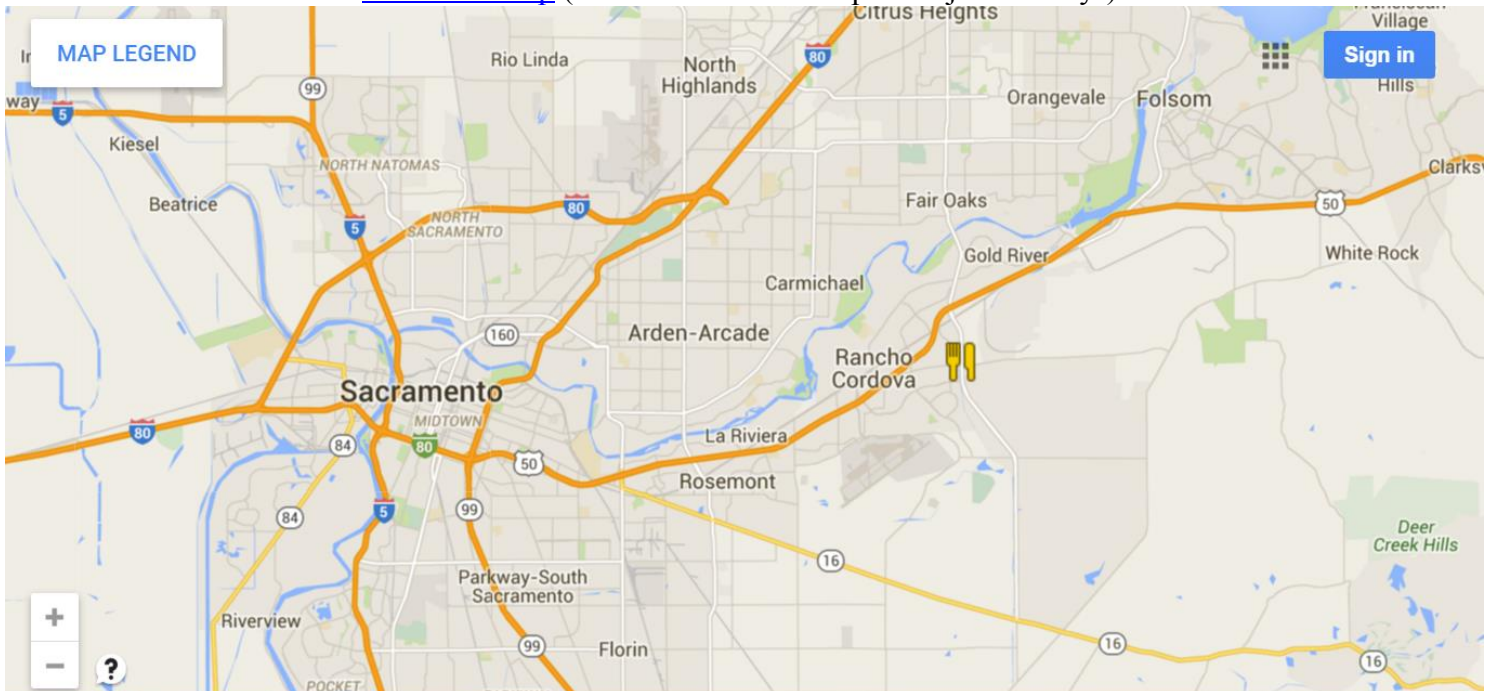 Citrus Heights
Village
MAP LEGEND
Sign in
Rio Linda
North
Highlands
80
Hills
99
Orangevale
Folsom
way
5
Kiesel
NORTH NATOMAS
Clarksv
Beatrice
80
Fair Oaks
50
5
NORTH
SACRAMENTO
Gold River
White Rock
Carmichael
160
Arden-Arcade
Rancho
Cordova
Sacramento
MIDTOWN
80
84
80
La Riviera
50
Rosemont
84
5
99
Deer
Creek Hills
16
Parkway-South
Sacramento
+
Riverview
99
Florin
16
16
−
?
POCKET